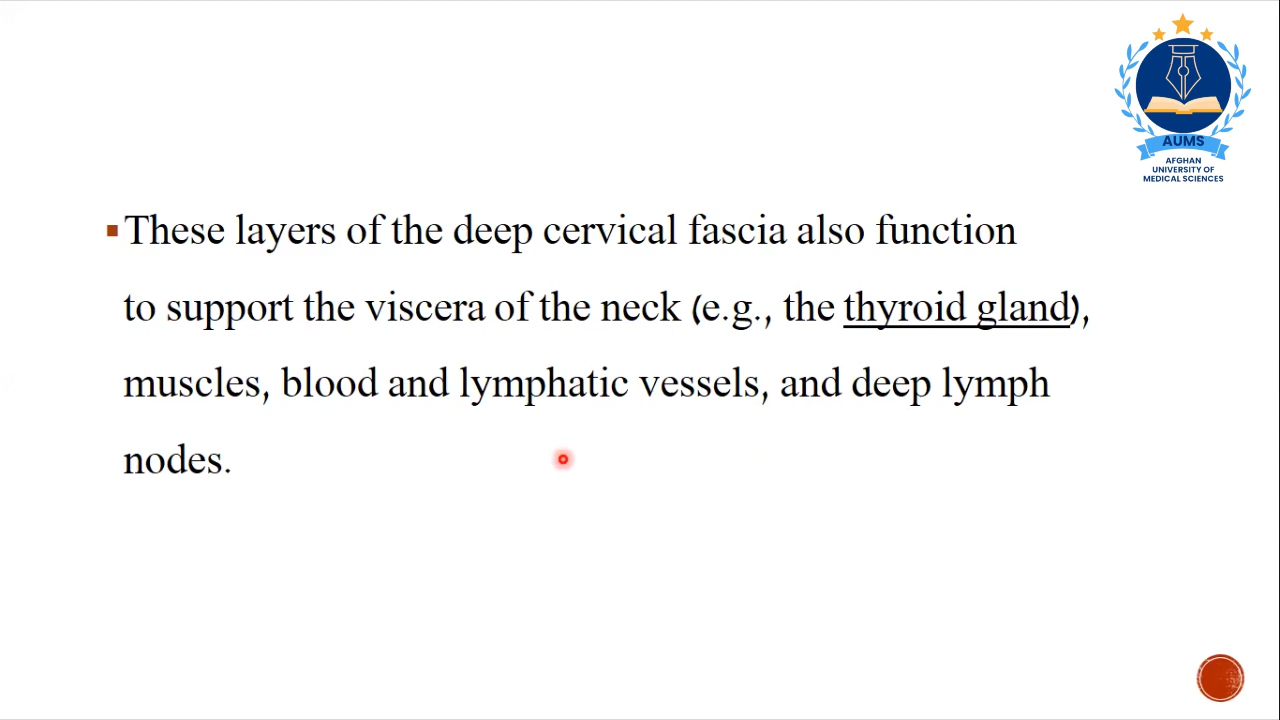 AUMS
AFGHAN
UNIVERSITY OF
MEDICAL SCIENCES
These layers of the deep cervical fascia also function
to support the viscera of the neck (e.g., the thyroid gland),
muscles, blood and lymphatic vessels, and deep lymph
nodes.